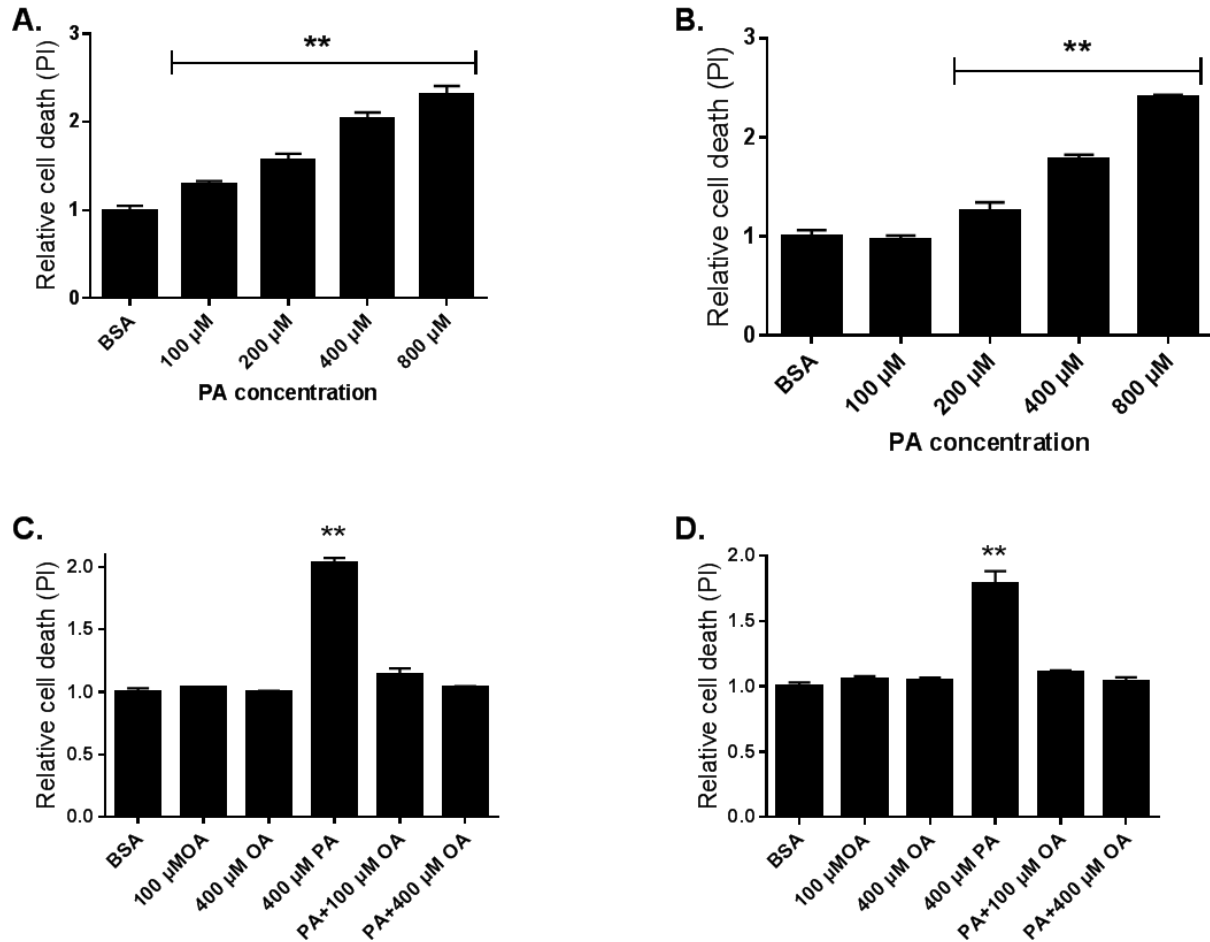 A.
**
Relative cell death (PI)
3
2
1
0
BSA
100 µM
200 µM
400 µM
800 µM
PA concentration
B.
**
Relative cell death (PI)
3
2
1
0
BSA
100 µM
200 µM
400 µM
800 µM
PA concentration
C.
**
Relative cell death (PI)
2.0
1.5
1.0
0.5
0.0
BSA
100 µMOA
400 µM OA
400 µM PA
PA+100 µM OA
PA+400 µM OA
D.
**
Relative cell death (PI)
2.0
1.5
1.0
0.5
0.0
BSA
100 µMOA
400 µM OA
400 µM PA
PA+100 µM OA
PA+400 µM OA